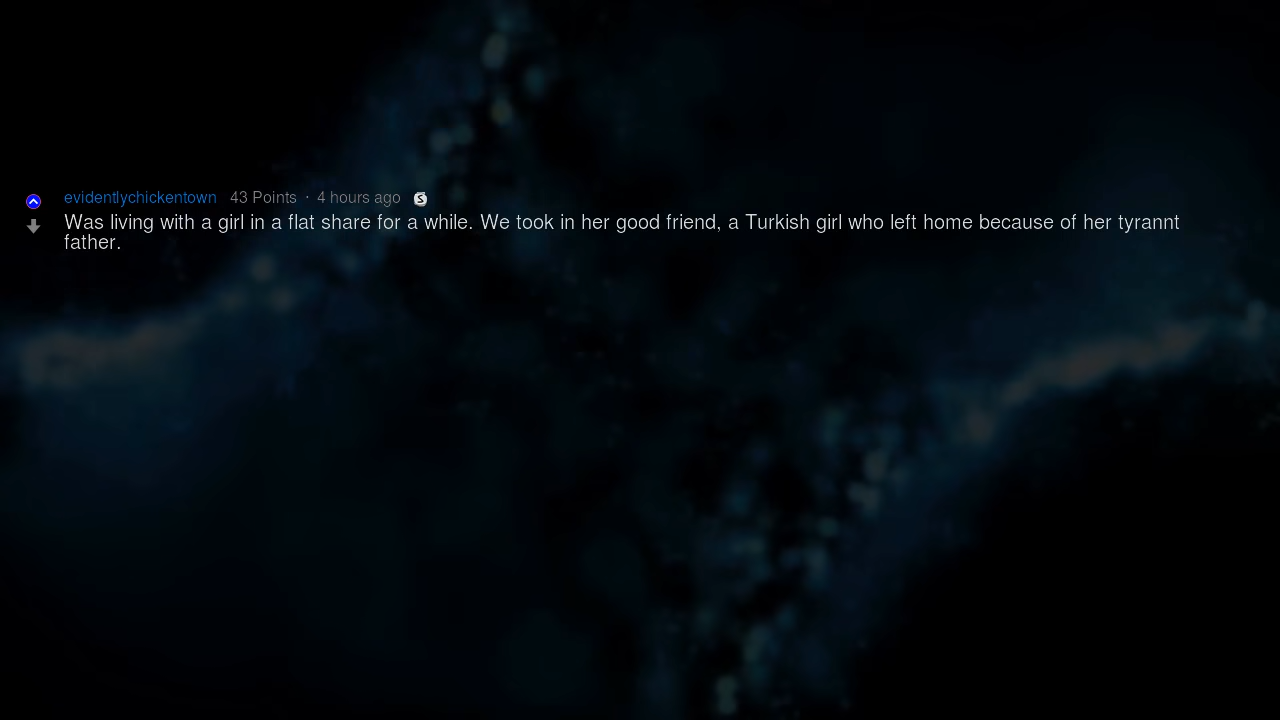 evidentlychickentown 43 Points · 4 hours ago S
Was living with a girl in a flat share for a while. We took in her good friend, a Turkish girl who left home because of her tyrannt
father.